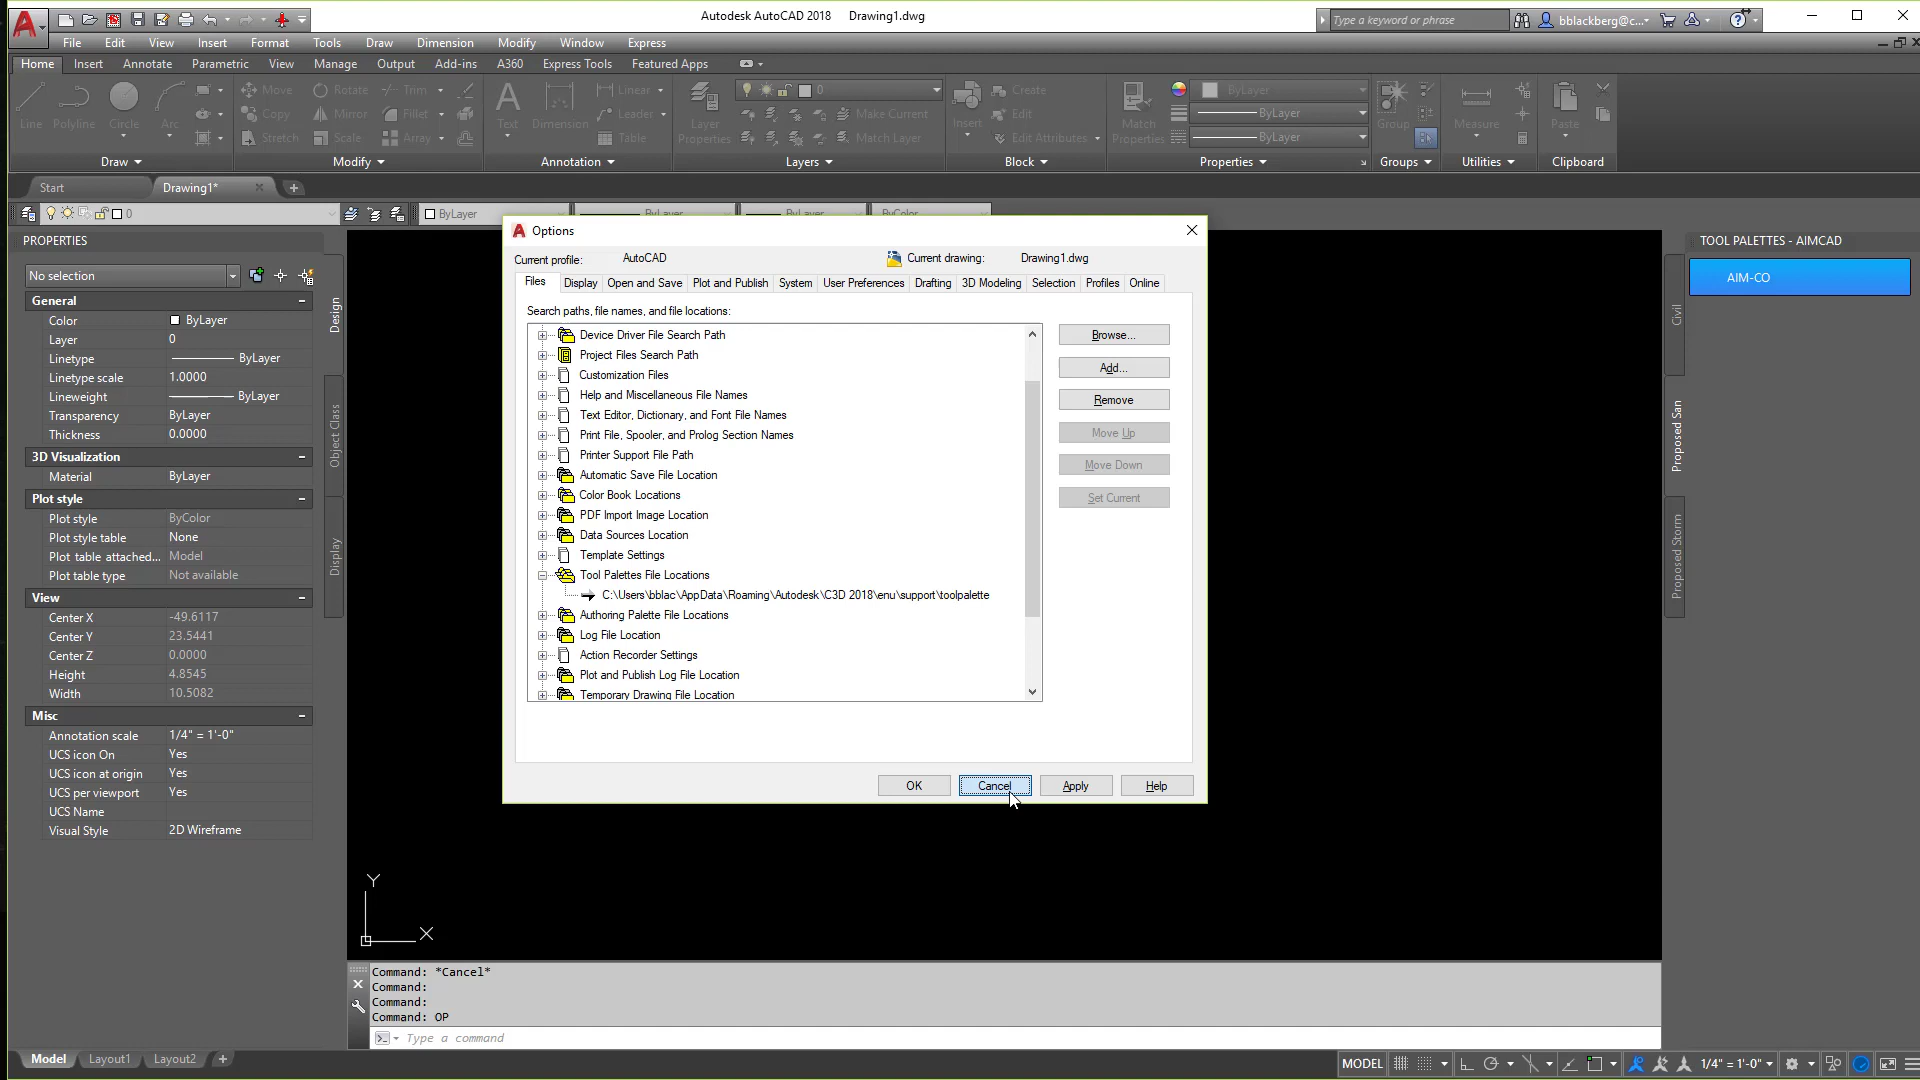 Autodesk AutoCAD 2018 Drawing1.dwg
Type a keyword or phrase
bblackberg@c...
File Edit View Insert Format Tools Draw Dimension Modify Window Express
Home Insert Annotate Parametric View Manage Output Add-ins A360 Express Tools Featured Apps
Line Polyline Circle Arc
Move Rotate Trim
Copy Mirror Fillet
Stretch Scale Array
Text Dimension
Linear
Leader
Table
Layer Properties
0
Make Current
Match Layer
Insert
Create
Edit
Edit Attributes
Match Properties
ByLayer
ByLayer
ByLayer
Group
Measure
Paste
Draw Modify Annotation Layers Block Properties Groups Utilities Clipboard
Start Drawing1*
0
ByLayer ByLayer ByLayer ByColor
PROPERTIES
No selection
General
Color ByLayer
Layer 0
Linetype ByLayer
Linetype scale 1.0000
Lineweight ByLayer
Transparency ByLayer
Thickness 0.0000
3D Visualization
Material ByLayer
Plot style
Plot style ByColor
Plot style table None
Plot table attached... Model
Plot table type Not available
View
Center X -49.6117
Center Y 23.5441
Center Z 0.0000
Height 4.8545
Width 10.5082
Misc
Annotation scale 1/4" = 1'-0"
UCS icon On Yes
UCS icon at origin Yes
UCS per viewport Yes
UCS Name
Visual Style 2D Wireframe
Design
Object Class
Display
Options
Current profile: AutoCAD Current drawing: Drawing1.dwg
Files Display Open and Save Plot and Publish System User Preferences Drafting 3D Modeling Selection Profiles Online
Search paths, file names, and file locations:
Device Driver File Search Path
Project Files Search Path
Customization Files
Help and Miscellaneous File Names
Text Editor, Dictionary, and Font File Names
Print File, Spooler, and Prolog Section Names
Printer Support File Path
Automatic Save File Location
Color Book Locations
PDF Import Image Location
Data Sources Location
Template Settings
Tool Palettes File Locations
C:\Users\bblac\AppData\Roaming\Autodesk\C3D 2018\enu\support\toolpalette
Authoring Palette File Locations
Log File Location
Action Recorder Settings
Plot and Publish Log File Location
Temporary Drawing File Location
Browse...
Add...
Remove
Move Up
Move Down
Set Current
OK Cancel Apply Help
TOOL PALETTES - AIMCAD
AIM-CO
Civil
Proposed San
Proposed Storm
Y
X
Command: *Cancel*
Command:
Command:
Command: OP
Type a command
Model Layout1 Layout2 +
MODEL 1/4" = 1'-0"